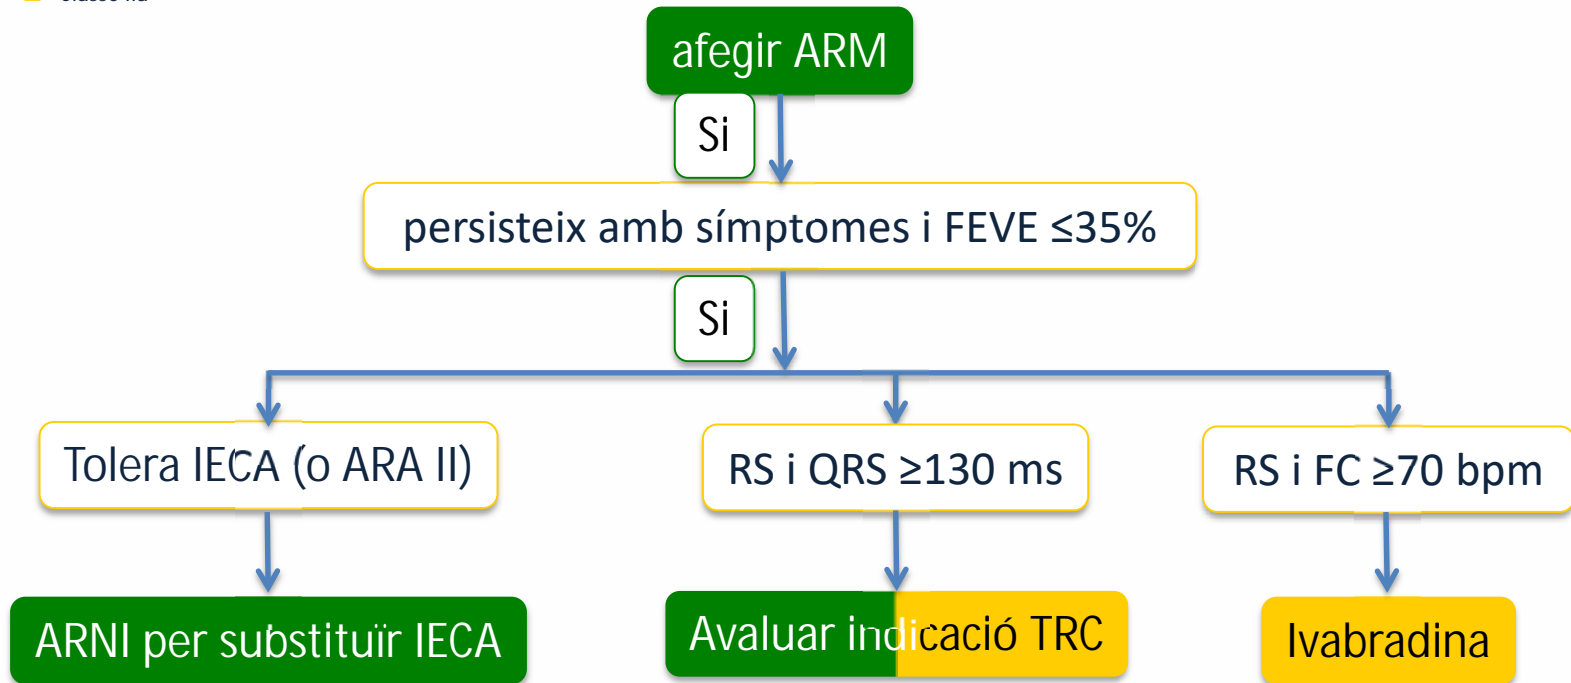 afegir ARM
Si
persisteix amb símptomes i FEVE ≤35%
Si
Tolera IECA (o ARA II)
RS i QRS ≥130 ms
RS i FC ≥70 bpm
ARNI per substituïr IECA
Avaluar indicació TRC
Ivabradina